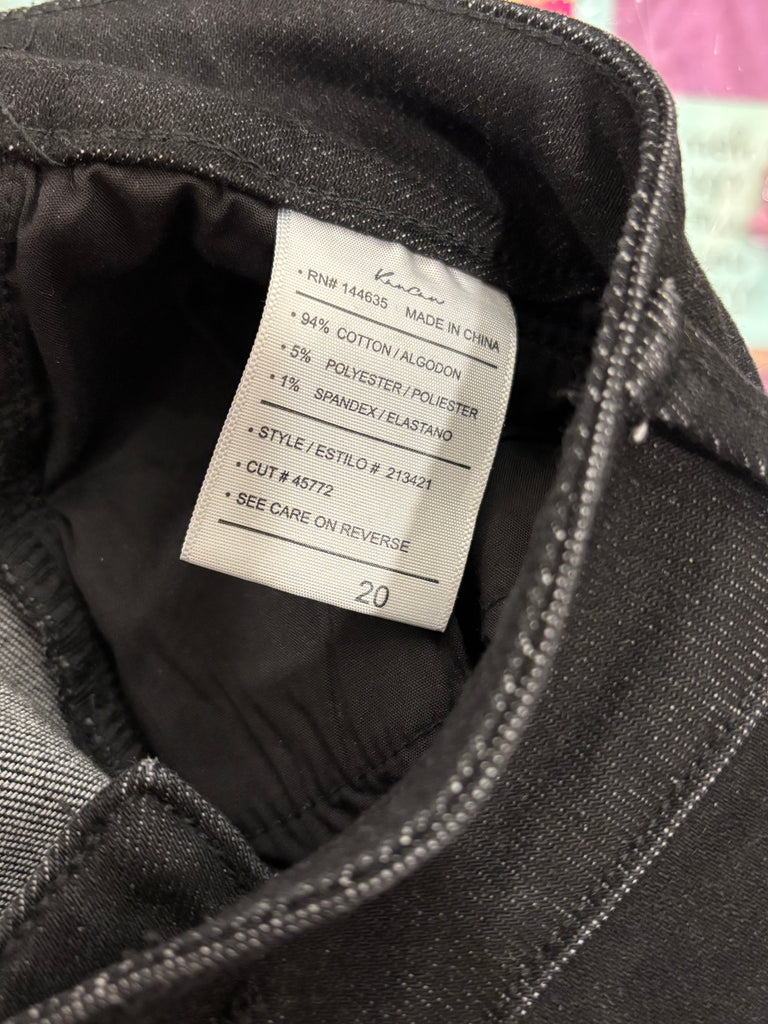 KanCan
• RN# 144635 MADE IN CHINA
• 94% COTTON / ALGODON
• 5% POLYESTER / POLIESTER
• 1% SPANDEX / ELASTANO
• STYLE / ESTILO # 213421
• CUT # 45772
• SEE CARE ON REVERSE
20